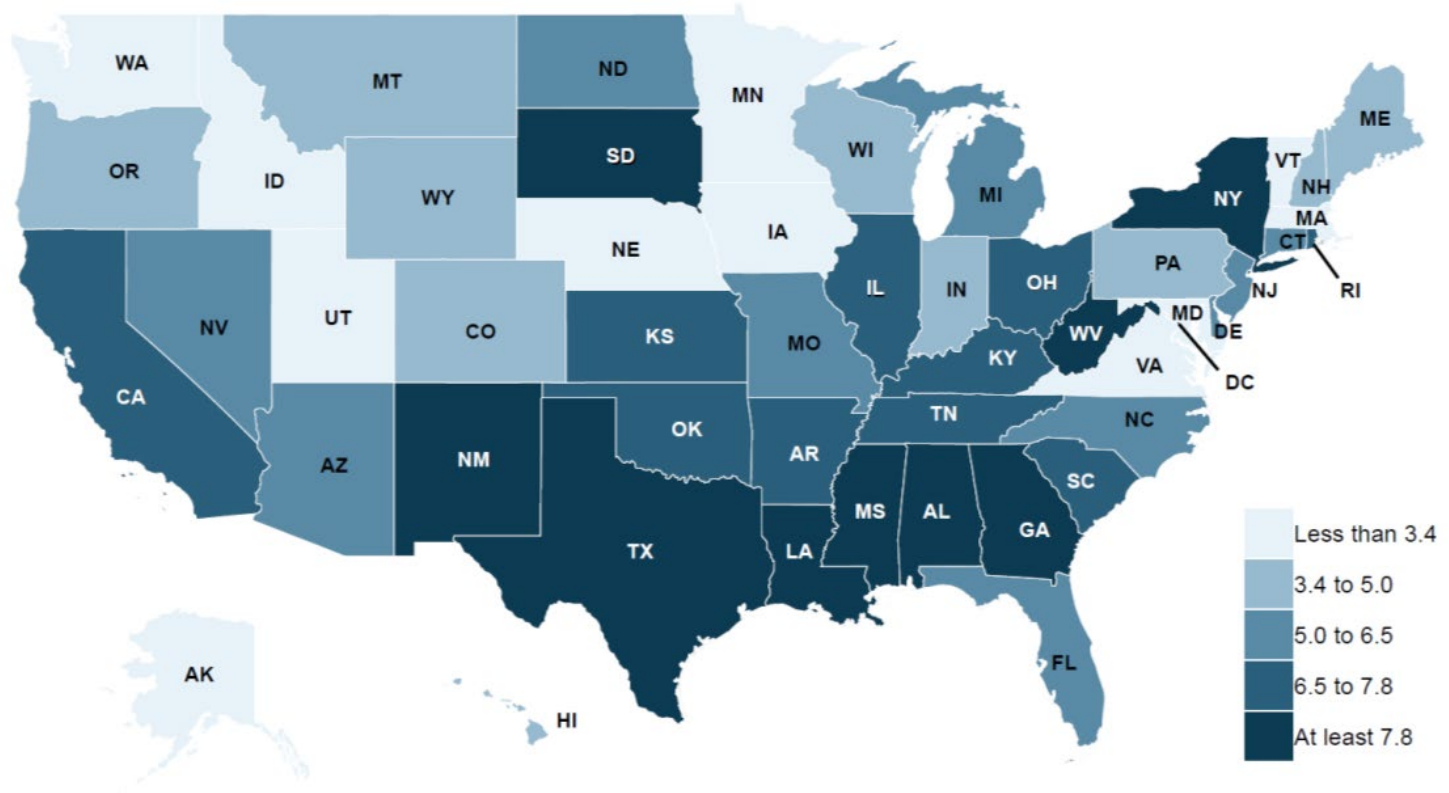 WA
MT
ND
MN
ME
OR
ID
WY
SD
WI
MI
VT
NH
NY
MA
CT
RI
IA
NE
PA
NJ
NV
UT
CO
KS
MO
IL
IN
OH
WV
MD
DE
DC
VA
KY
CA
AZ
NM
OK
AR
TN
NC
SC
TX
LA
MS
AL
GA
FL
AK
HI
Less than 3.4
3.4 to 5.0
5.0 to 6.5
6.5 to 7.8
At least 7.8